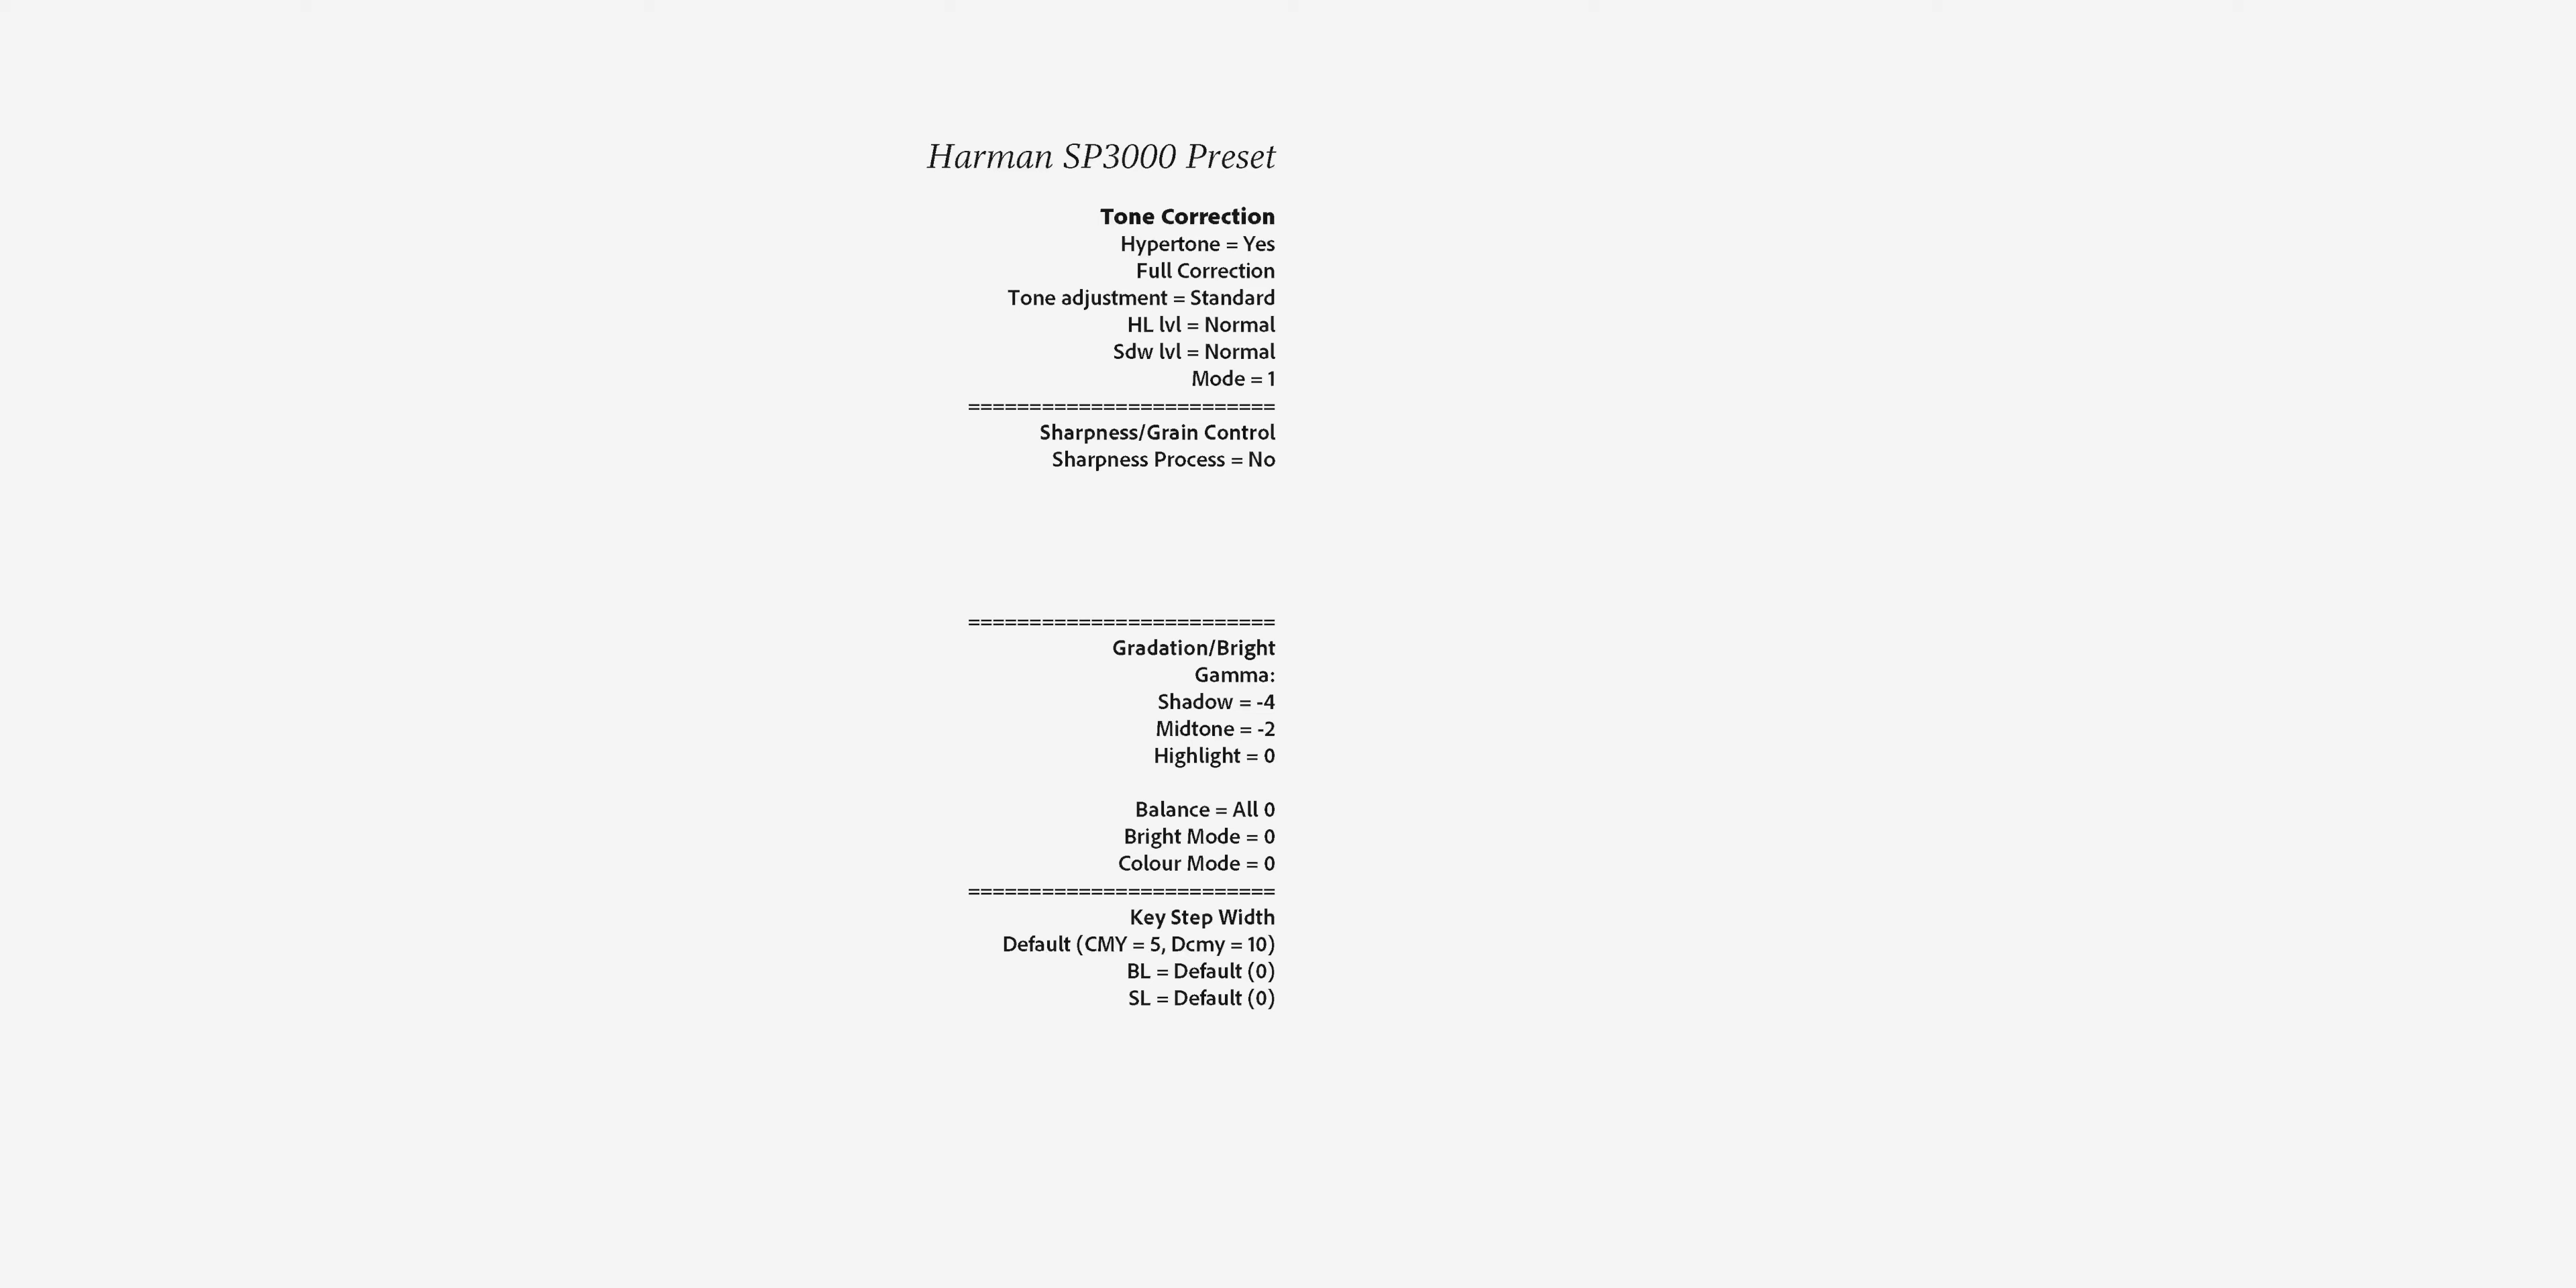 Harman SP3000 Preset
Tone Correction
Hypertone = Yes
Full Correction
Tone adjustment = Standard
HL lvl = Normal
Sdw lvl = Normal
Mode = 1
=========================
Sharpness/Grain Control
Sharpness Process = No
=========================
Gradation/Bright
Gamma:
Shadow = -4
Midtone = -2
Highlight = 0
Balance = All 0
Bright Mode = 0
Colour Mode = 0
=========================
Key Step Width
Default (CMY = 5, Dcmy = 10)
BL = Default (0)
SL = Default (0)